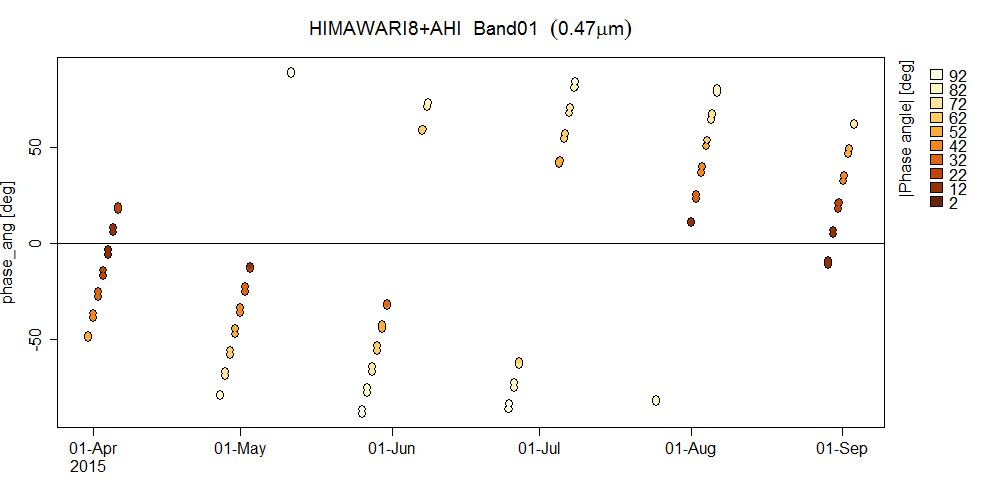 HIMAWARI8+AHI Band01 (0.47μm)
phase_ang [deg]
50
0
-50
01-Apr
2015
01-May
01-Jun
01-Jul
01-Aug
01-Sep
|Phase angle| [deg]
92
82
72
62
52
42
32
22
12
2